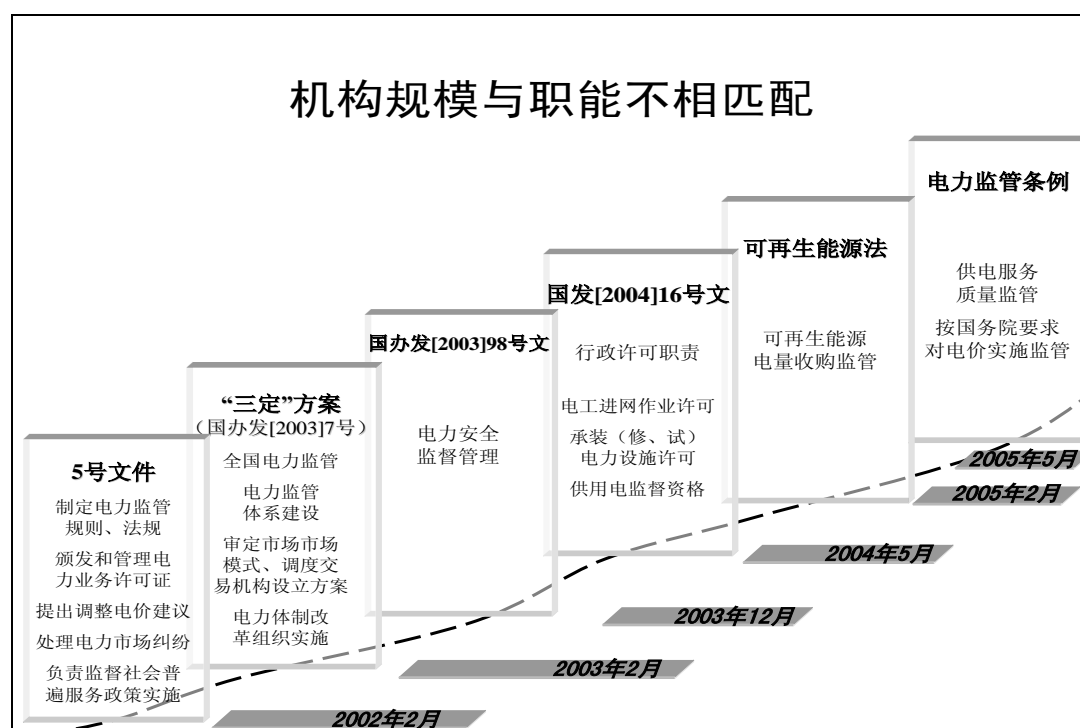 机构规模与职能不相匹配
5号文件
制定电力监管
规则、法规
颁发和管理电
力业务许可证
提出调整电价建议
处理电力市场纠纷
负责监督社会普
遍服务政策实施
“三定”方案
（国办发[2003]7号）
全国电力监管
电力监管
体系建设
审定市场市场
模式、调度交
易机构设立方案
电力体制改
革组织实施
国办发[2003]98号文
电力安全
监督管理
国发[2004]16号文
行政许可职责
电工进网作业许可
承装（修、试）
电力设施许可
供用电监督资格
可再生能源法
可再生能源
电量收购监管
电力监管条例
供电服务
质量监管
按国务院要求
对电价实施监管
2002年2月
2003年2月
2003年12月
2004年5月
2005年2月
2005年5月